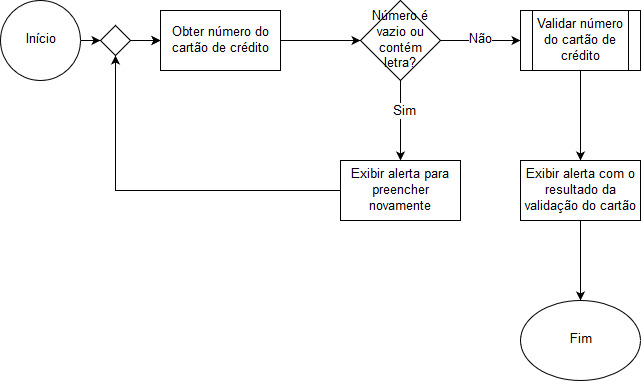 Início
Obter número do
cartão de crédito
Número é
vazio ou
contém
letra?
Não
Validar número
do cartão de
crédito
Sim
Exibir alerta para
preencher
novamente
Exibir alerta com o
resultado da
validação do cartão
Fim